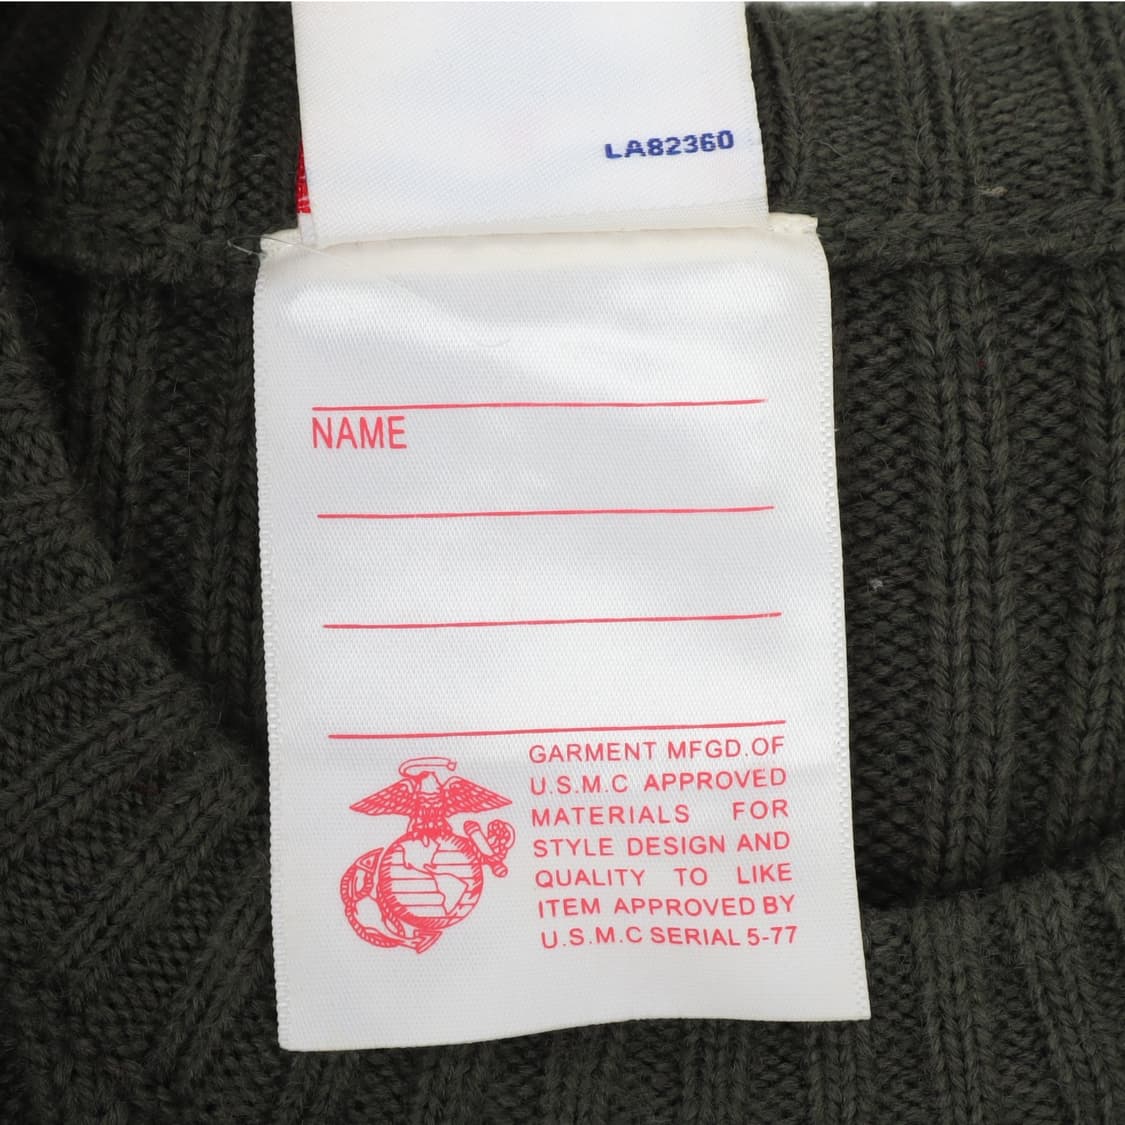 LA82360
NAME
GARMENT MFGD.OF
U.S.M.C APPROVED
MATERIALS FOR
STYLE DESIGN AND
QUALITY TO LIKE
ITEM APPROVED BY
U.S.M.C SERIAL 5-77